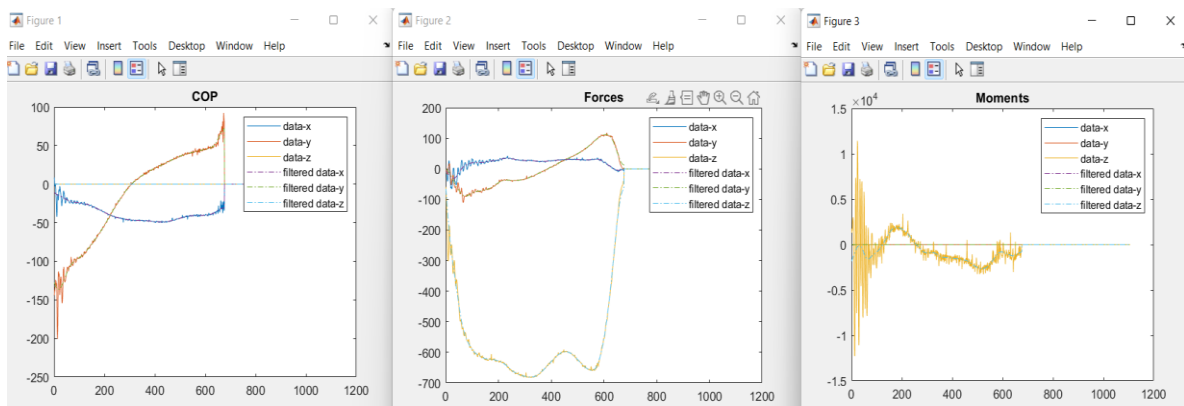 Figure 1
File Edit View Insert Tools Desktop Window Help
COP
100
50
0
-50
-100
-150
-200
-250
0 200 400 600 800 1000 1200
data-x
data-y
data-z
filtered data-x
filtered data-y
filtered data-z
Figure 2
File Edit View Insert Tools Desktop Window Help
Forces
200
100
0
-100
-200
-300
-400
-500
-600
-700
0 200 400 600 800 1000 1200
data-x
data-y
data-z
filtered data-x
filtered data-y
filtered data-z
Figure 3
File Edit View Insert Tools Desktop Window Help
Moments
×10⁴
1.5
1
0.5
0
-0.5
-1
-1.5
0 200 400 600 800 1000 1200
data-x
data-y
data-z
filtered data-x
filtered data-y
filtered data-z